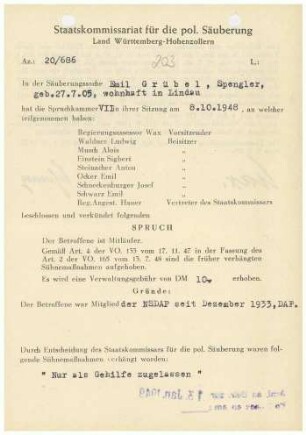 Staatskommissariat für die pol. Säuberung
Land Württemberg-Hohenzollern
Az.: 20/686 203 L:
In der Säuberungssache Emil Grübel, Spengler,
geb.27.7.05, wohnhaft in Lindau
hat die Spruchkammer VII in ihrer Sitzung am 8.10.1948, an welcher
teilgenommen haben:
Regierungsassessor Wax Vorsitzender
Waldner Ludwig Beisitzer
Musch Alois "
Einstein Sigbert "
Steinzlher Anton "
Ocker Emil "
Schneckenburger Josef "
Schwarz Emil "
Reg.Angest. Hauer Vertreter des Staatskommissars
beschlossen und verkündet folgenden
SPRUCH
Der Betroffene ist Mitläufer.
Gemäß Art. 4 der VO. 133 vom 17. 11. 47 in der Fassung des
Art. 2 der VO. 165 vom 15. 7. 48 sind die früher verhängten
Sühnemaßnahmen aufgehoben.
Es wird eine Verwaltungsgebühr von DM 10.- erhoben.
Gründe:
Der Betroffene war Mitglied der NSDAP seit Dezember 1933, DAF.
Durch Entscheidung des Staatskommissars für die pol. Säuberung waren fol-
gende Sühnemaßnahmen verhängt worden:
" Nur als Gehilfe zugelassen "